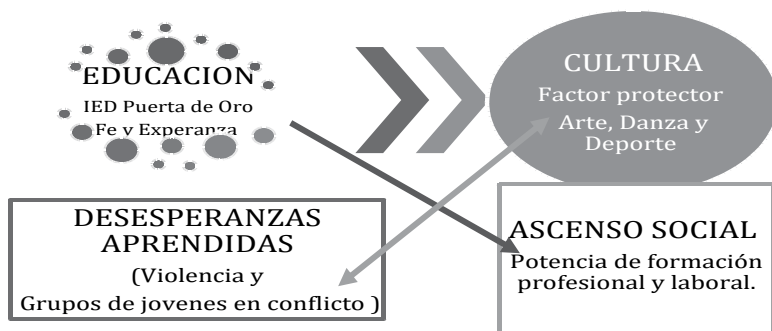 EDUCACION
IED Puerta de Oro
Fe y Esperanza
CULTURA
Factor protector
Arte, Danza y
Deporte
DESESPERANZAS
APRENDIDAS
(Violencia y
Grupos de jovenes en conflicto )
ASCENSO SOCIAL
Potencia de formación
profesional y laboral.